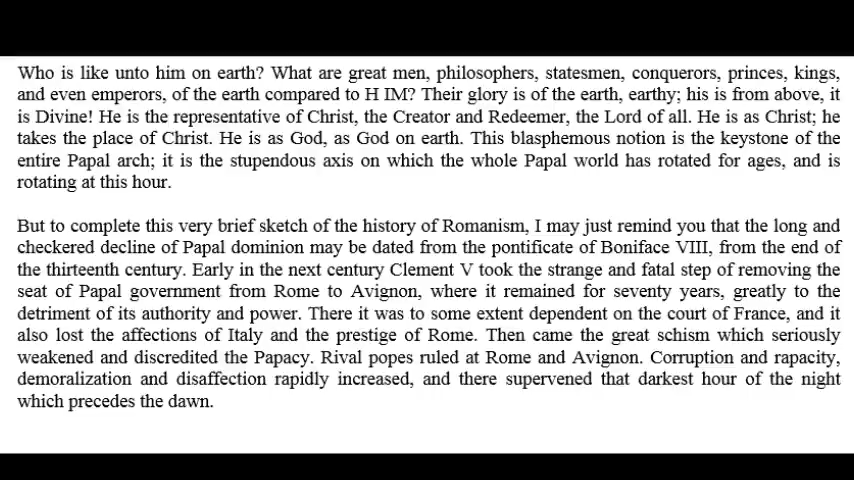 Who is like unto him on earth? What are great men, philosophers, statesmen, conquerors, princes, kings,
and even emperors, of the earth compared to H IM? Their glory is of the earth, earthy; his is from above, it
is Divine! He is the representative of Christ, the Creator and Redeemer, the Lord of all. He is as Christ; he
takes the place of Christ. He is as God, as God on earth. This blasphemous notion is the keystone of the
entire Papal arch; it is the stupendous axis on which the whole Papal world has rotated for ages, and is
rotating at this hour.

But to complete this very brief sketch of the history of Romanism, I may just remind you that the long and
checkered decline of Papal dominion may be dated from the pontificate of Boniface VIII, from the end of
the thirteenth century. Early in the next century Clement V took the strange and fatal step of removing the
seat of Papal government from Rome to Avignon, where it remained for seventy years, greatly to the
detriment of its authority and power. There it was to some extent dependent on the court of France, and it
also lost the affections of Italy and the prestige of Rome. Then came the great schism which seriously
weakened and discredited the Papacy. Rival popes ruled at Rome and Avignon. Corruption and rapacity,
demoralization and disaffection rapidly increased, and there supervened that darkest hour of the night
which precedes the dawn.